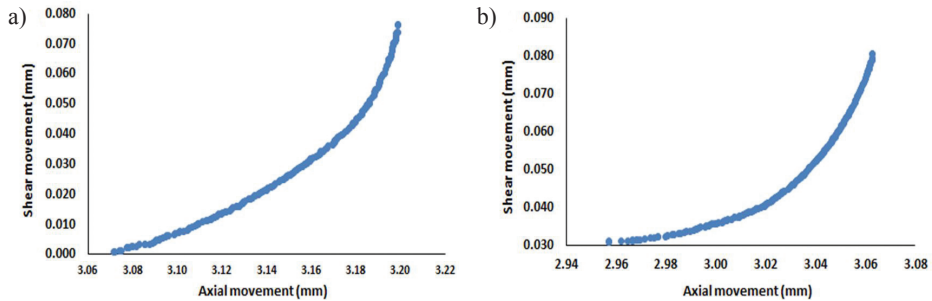 a)
Shear movement (mm)
0.080
0.070
0.060
0.050
0.040
0.030
0.020
0.010
0.000
3.06 3.08 3.10 3.12 3.14 3.16 3.18 3.20 3.22
Axial movement (mm)
b)
Shear movement (mm)
0.090
0.080
0.070
0.060
0.050
0.040
0.030
2.94 2.96 2.98 3.00 3.02 3.04 3.06 3.08
Axial movement (mm)